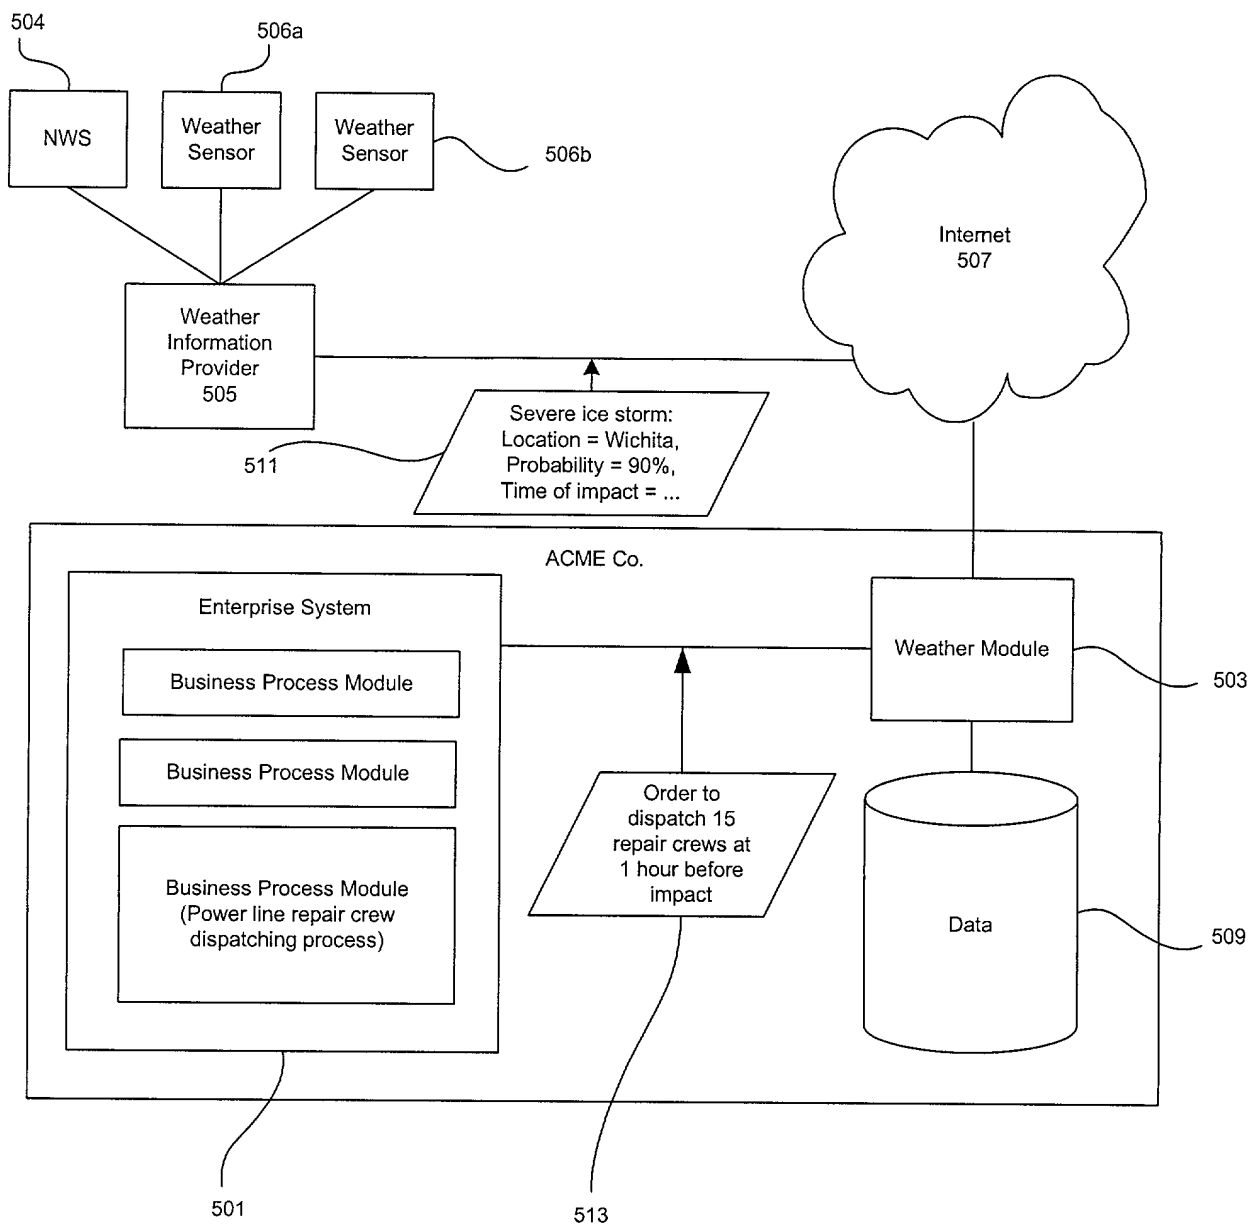 504
506a
NWS
Weather
Sensor
Weather
Sensor
506b
Internet
507
Weather
Information
Provider
505
Severe ice storm:
Location = Wichita,
Probability = 90%,
Time of impact = ...
511
ACME Co.
Enterprise System
Business Process Module
Business Process Module
Business Process Module
(Power line repair crew
dispatching process)
Weather Module
503
Order to
dispatch 15
repair crews at
1 hour before
impact
Data
509
501
513